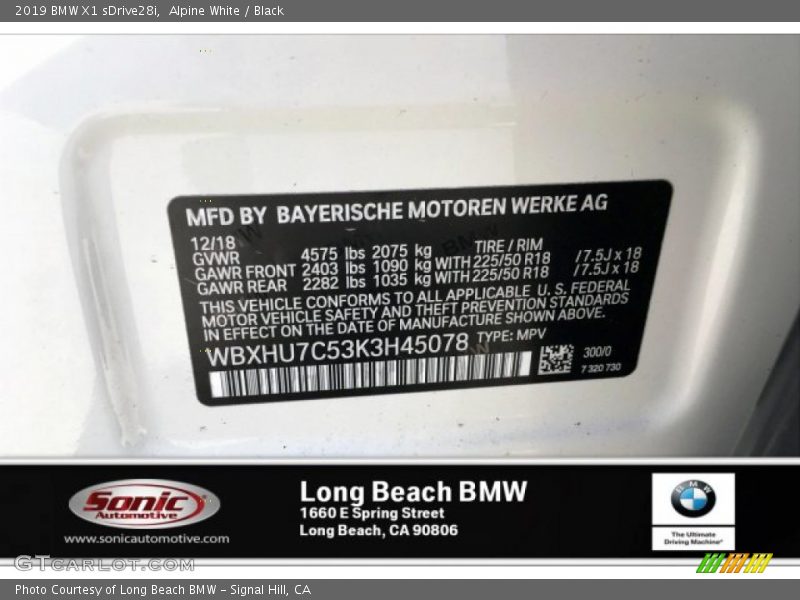 2019 BMW X1 sDrive28i,  Alpine White / Black
MFD BY BAYERISCHE MOTOREN WERKE AG
12/18
GVWR 4575 lbs 2075 kg TIRE / RIM
GAWR FRONT 2403 lbs 1090 kg WITH 225/50 R18 / 7.5J x 18
GAWR REAR 2282 lbs 1035 kg WITH 225/50 R18 / 7.5J x 18
THIS VEHICLE CONFORMS TO ALL APPLICABLE U. S. FEDERAL
MOTOR VEHICLE SAFETY AND THEFT PREVENTION STANDARDS
IN EFFECT ON THE DATE OF MANUFACTURE SHOWN ABOVE.
WBXHU7C53K3H45078 TYPE: MPV
300/0
7 320 730
Sonic
Automotive
www.sonicautomotive.com
Long Beach BMW
1660 E Spring Street
Long Beach, CA 90806
BMW
The Ultimate
Driving Machine®
GTcarlot.com
Photo Courtesy of Long Beach BMW - Signal Hill, CA